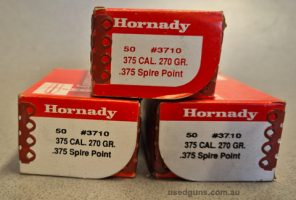 Hornady
50 #3710
375 CAL. 270 GR.
.375 Spire Point
Hornady
50 #3710
375 CAL. 270 GR.
.375 Spire Point
Hornady
50 #3710
375 CAL. 270 GR.
.375 Spire Point
usedguns.com.au